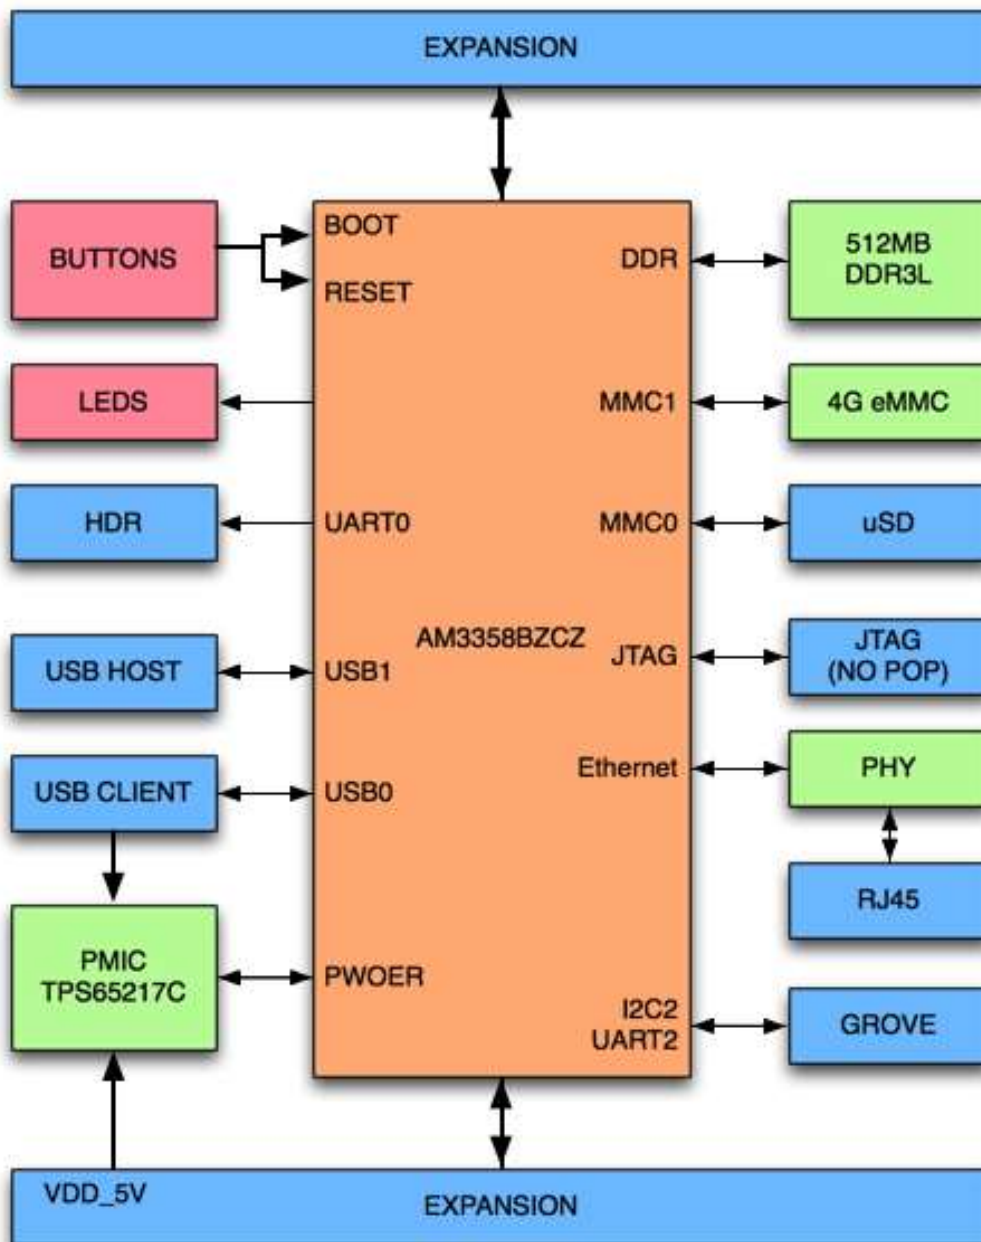 EXPANSION
BUTTONS
BOOT
RESET
DDR
512MB
DDR3L
LEDS
MMC1
4G eMMC
HDR
UART0
MMC0
uSD
AM3358BZCZ
USB HOST
USB1
JTAG
JTAG
(NO POP)
USB CLIENT
USB0
Ethernet
PHY
RJ45
PMIC
TPS65217C
PWOER
I2C2
UART2
GROVE
VDD_5V
EXPANSION